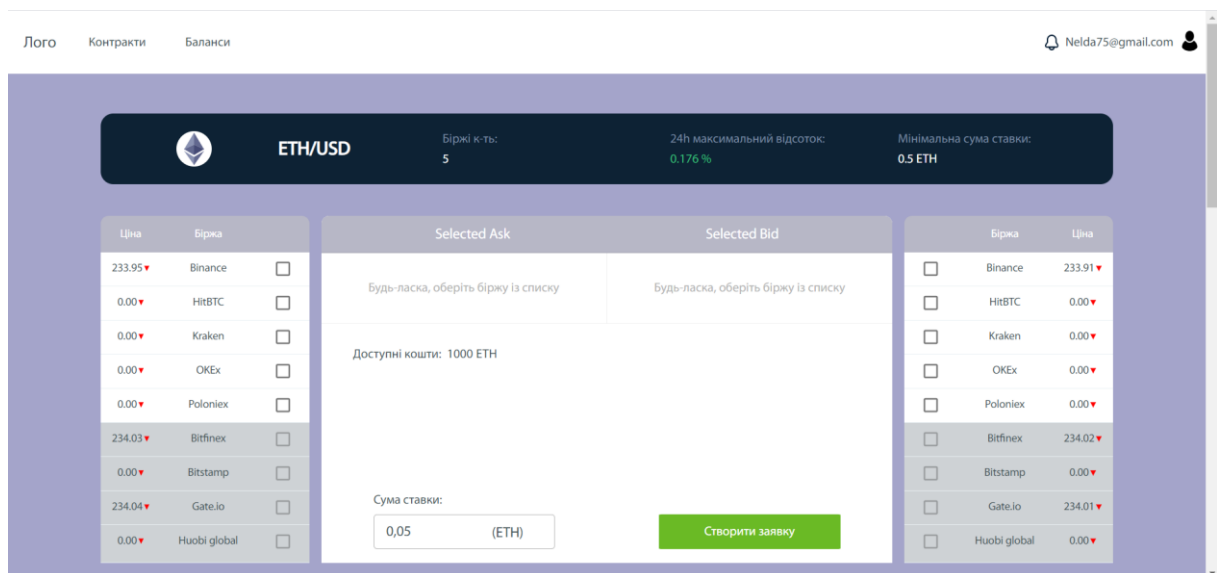 Лого Контракти Баланси Nelda75@gmail.com
ETH/USD
Біржі к-ть:
5
24h максимальний відсоток:
0.176 %
Мінімальна сума ставки:
0.5 ETH
Ціна Біржа
233.95▼ Binance
0.00▼ HitBTC
0.00▼ Kraken
0.00▼ OKEx
0.00▼ Poloniex
234.03▼ Bitfinex
0.00▼ Bitstamp
234.04▼ Gate.io
0.00▼ Huobi global
Selected Ask Selected Bid
Будь-ласка, оберіть біржу із списку Будь-ласка, оберіть біржу із списку
Доступні кошти: 1000 ETH
Сума ставки:
0,05 (ETH) Створити заявку
Біржа Ціна
Binance 233.91▼
HitBTC 0.00▼
Kraken 0.00▼
OKEx 0.00▼
Poloniex 0.00▼
Bitfinex 234.02▼
Bitstamp 0.00▼
Gate.io 234.01▼
Huobi global 0.00▼